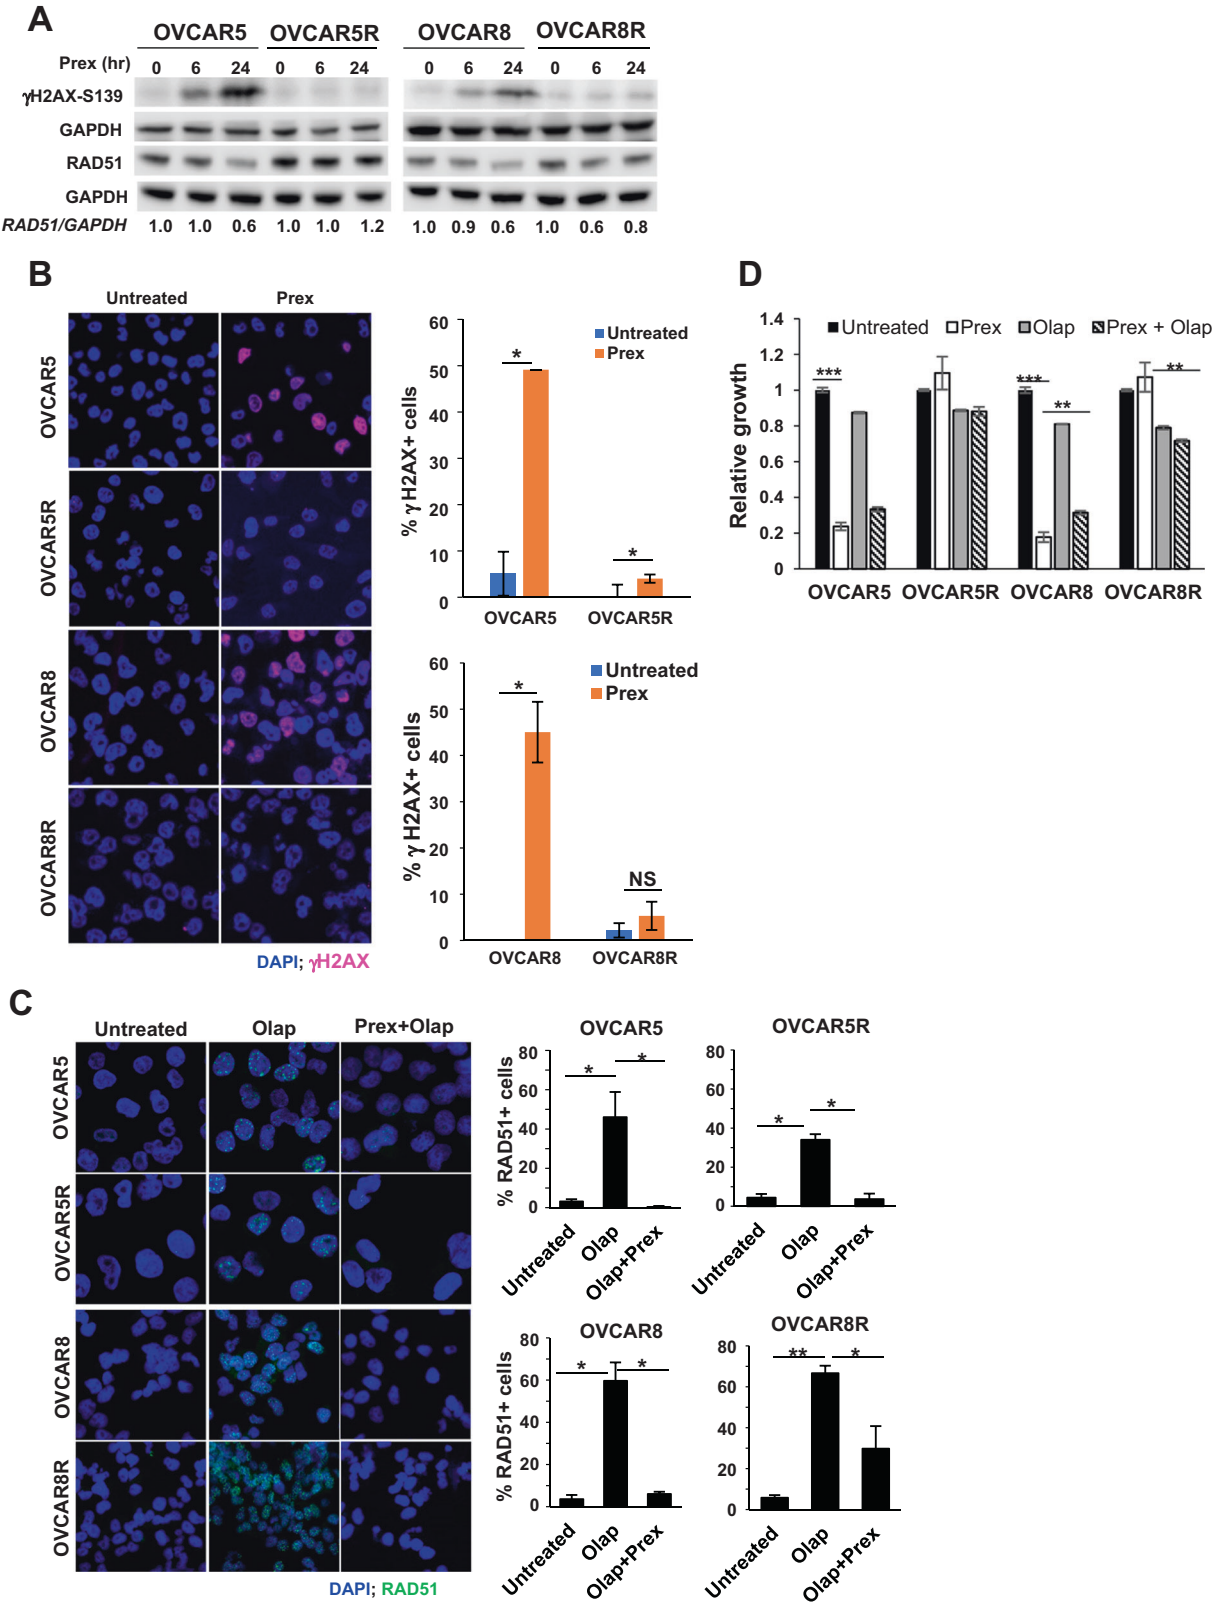 A
OVCAR5 OVCAR5R OVCAR8 OVCAR8R
Prex (hr) 0 6 24 0 6 24 0 6 24 0 6 24
γH2AX-S139
GAPDH
RAD51
GAPDH
RAD51/GAPDH 1.0 1.0 0.6 1.0 1.0 1.2 1.0 0.9 0.6 1.0 0.6 0.8
B
Untreated Prex
OVCAR5
OVCAR5R
OVCAR8
OVCAR8R
DAPI; γH2AX
% γ H2AX+ cells
60
50
40
30
20
10
0
Untreated
Prex
*
*
OVCAR5 OVCAR5R
% γ H2AX+ cells
60
50
40
30
20
10
0
Untreated
Prex
*
NS
OVCAR8 OVCAR8R
D
Relative growth
1.4
1.2
1
0.8
0.6
0.4
0.2
0
Untreated Prex Olap Prex + Olap
*** *** ** **
OVCAR5 OVCAR5R OVCAR8 OVCAR8R
C
Untreated Olap Prex+Olap
OVCAR5
OVCAR5R
OVCAR8
OVCAR8R
DAPI; RAD51
OVCAR5
% RAD51+ cells
80
60
40
20
0
* *
Untreated Olap Olap+Prex
OVCAR5R
80
60
40
20
0
* *
Untreated Olap Olap+Prex
OVCAR8
% RAD51+ cells
80
60
40
20
0
* *
Untreated Olap Olap+Prex
OVCAR8R
80
60
40
20
0
** *
Untreated Olap Olap+Prex